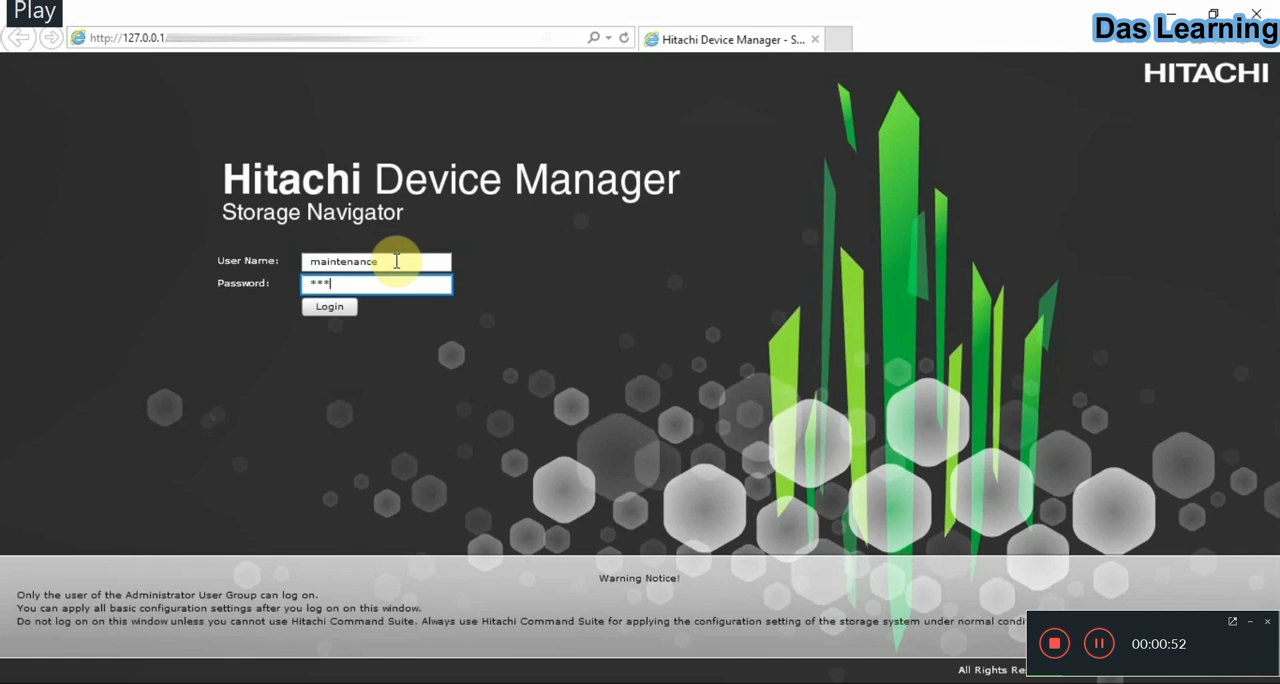 Play
Das Learning
http://127.0.0.1
Hitachi Device Manager - S...
HITACHI
Hitachi Device Manager
Storage Navigator
User Name:
maintenance
Password:
***
Login
Warning Notice!
Only the user of the Administrator User Group can log on.
You can apply all basic configuration settings after you log on on this window.
Do not log on on this window unless you cannot use Hitachi Command Suite. Always use Hitachi Command Suite for applying the configuration setting of the storage system under normal condi
All Rights Re
00:00:52